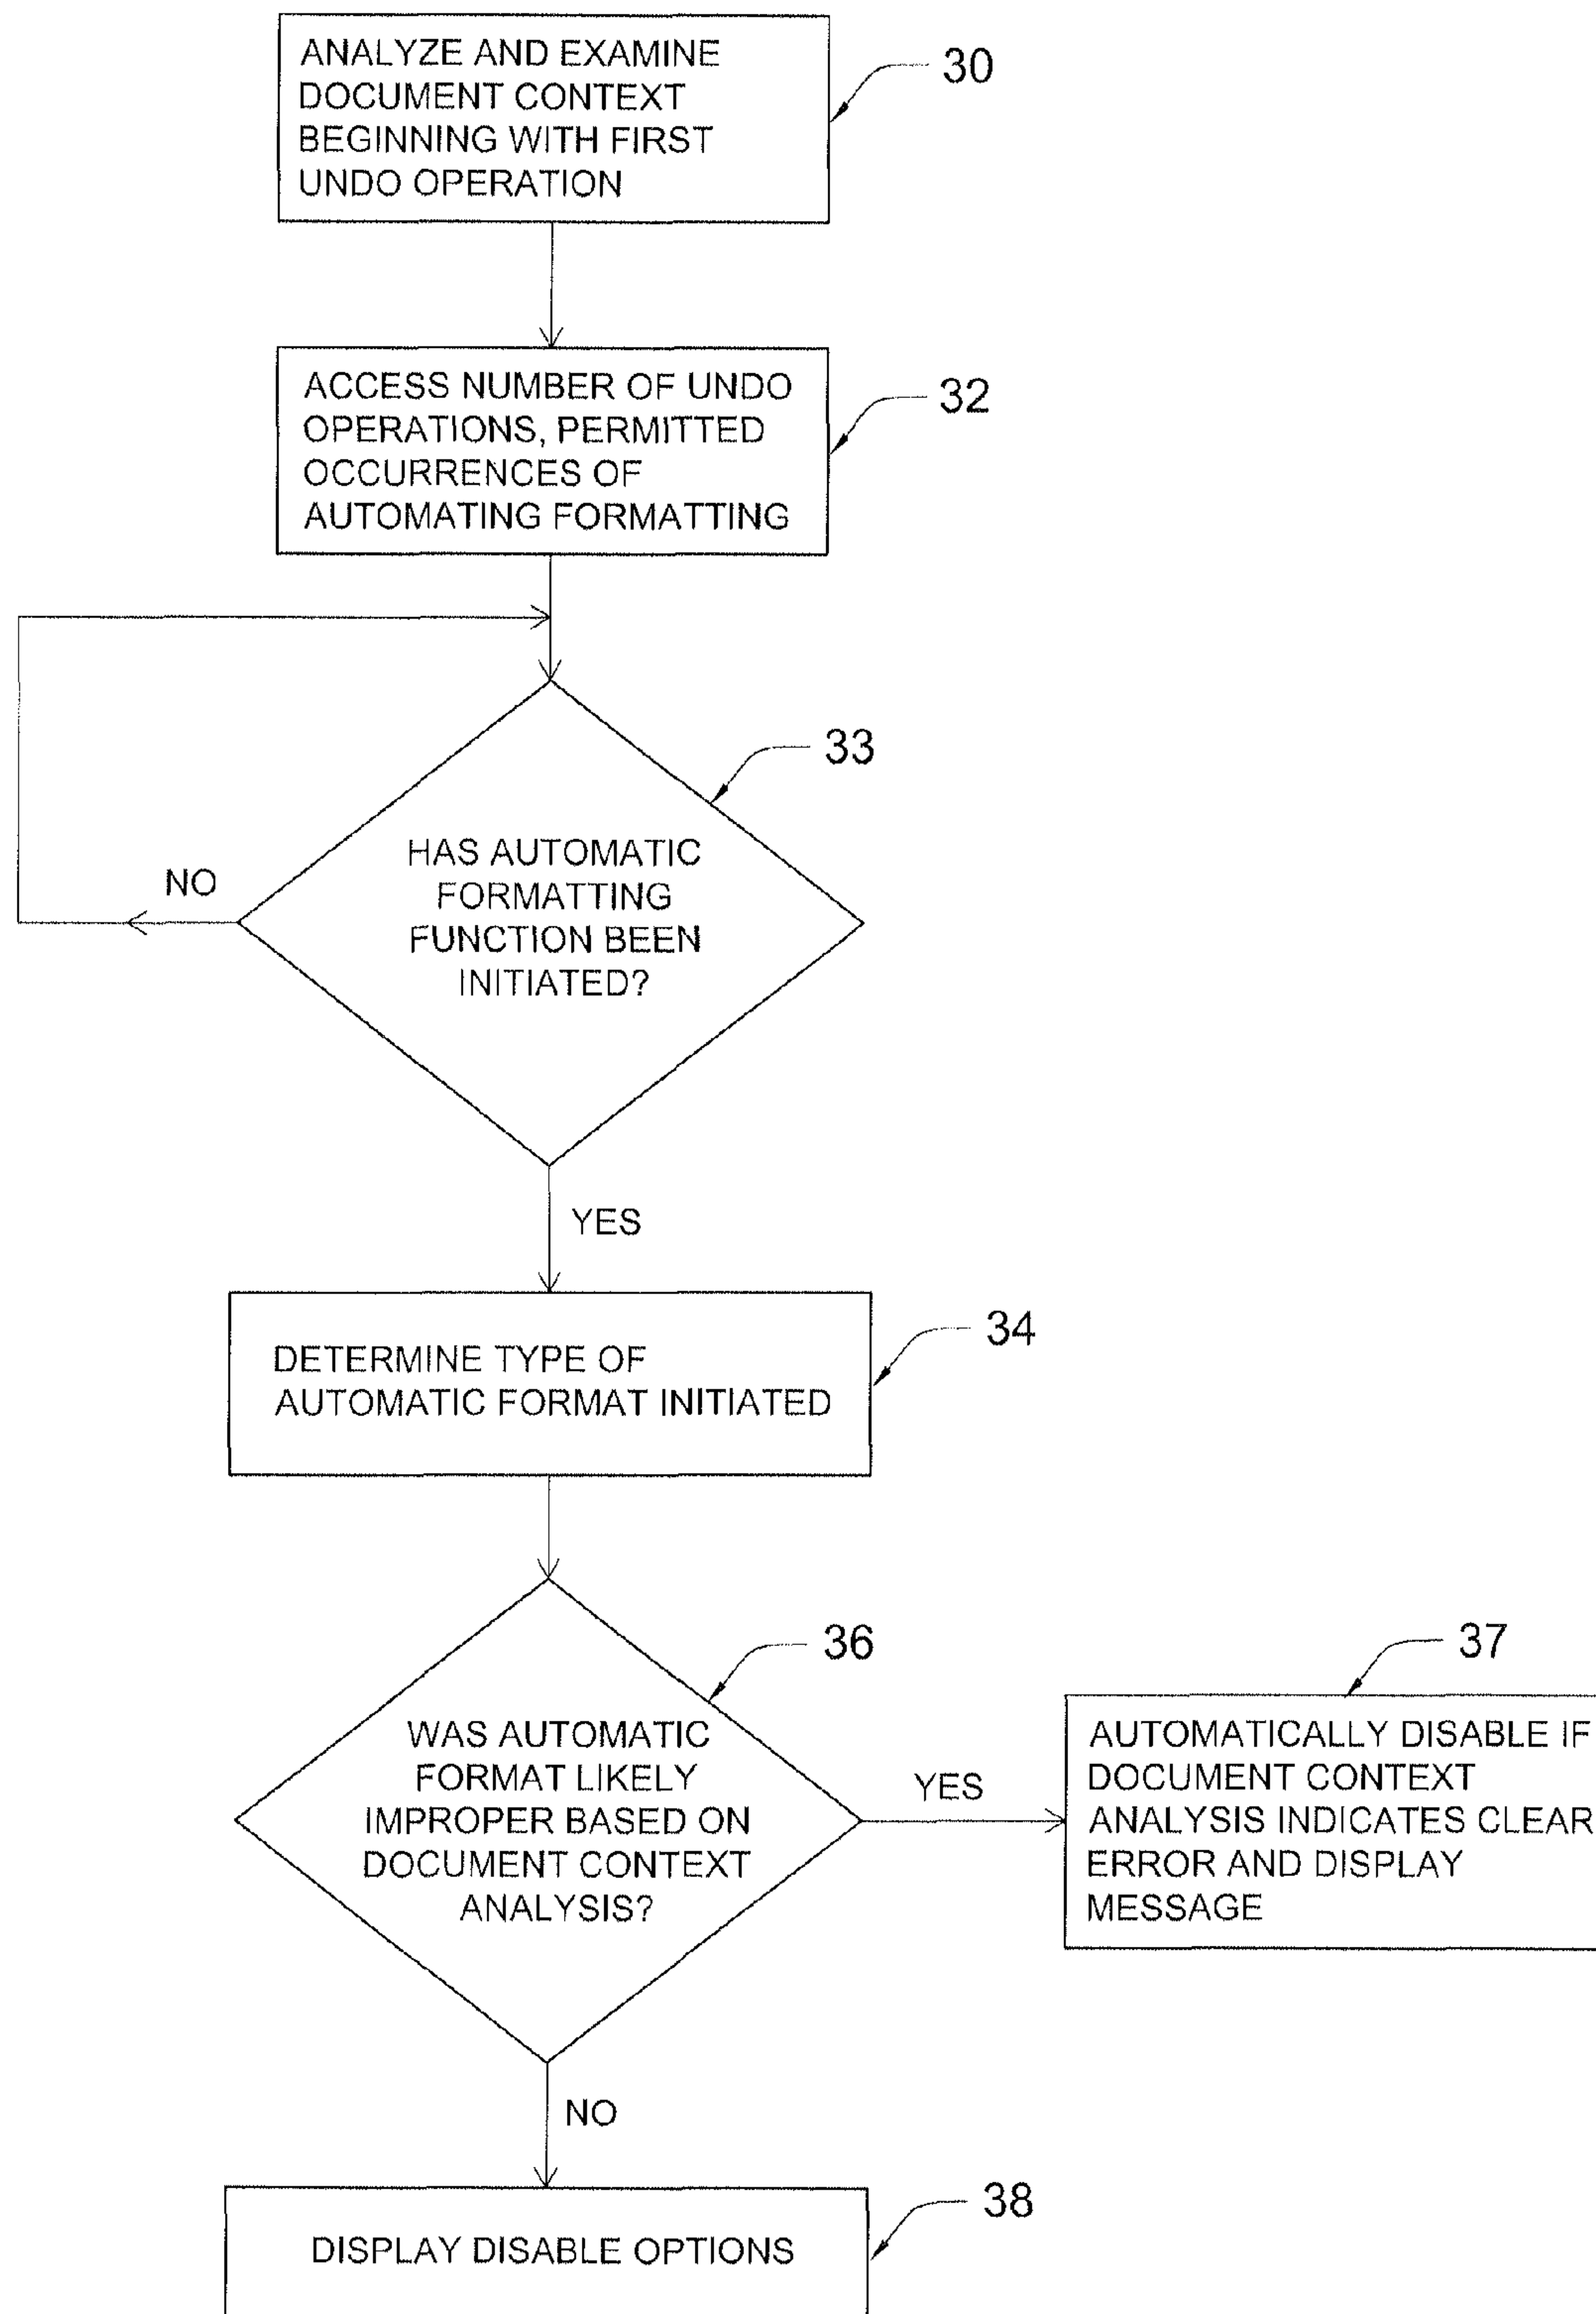 ANALYZE AND EXAMINE
DOCUMENT CONTEXT
BEGINNING WITH FIRST
UNDO OPERATION
30
ACCESS NUMBER OF UNDO
OPERATIONS, PERMITTED
OCCURRENCES OF
AUTOMATING FORMATTING
32
33
HAS AUTOMATIC
FORMATTING
FUNCTION BEEN
INITIATED?
NO
YES
DETERMINE TYPE OF
AUTOMATIC FORMAT INITIATED
34
36
WAS AUTOMATIC
FORMAT LIKELY
IMPROPER BASED ON
DOCUMENT CONTEXT
ANALYSIS?
YES
37
AUTOMATICALLY DISABLE IF
DOCUMENT CONTEXT
ANALYSIS INDICATES CLEAR
ERROR AND DISPLAY
MESSAGE
NO
DISPLAY DISABLE OPTIONS
38